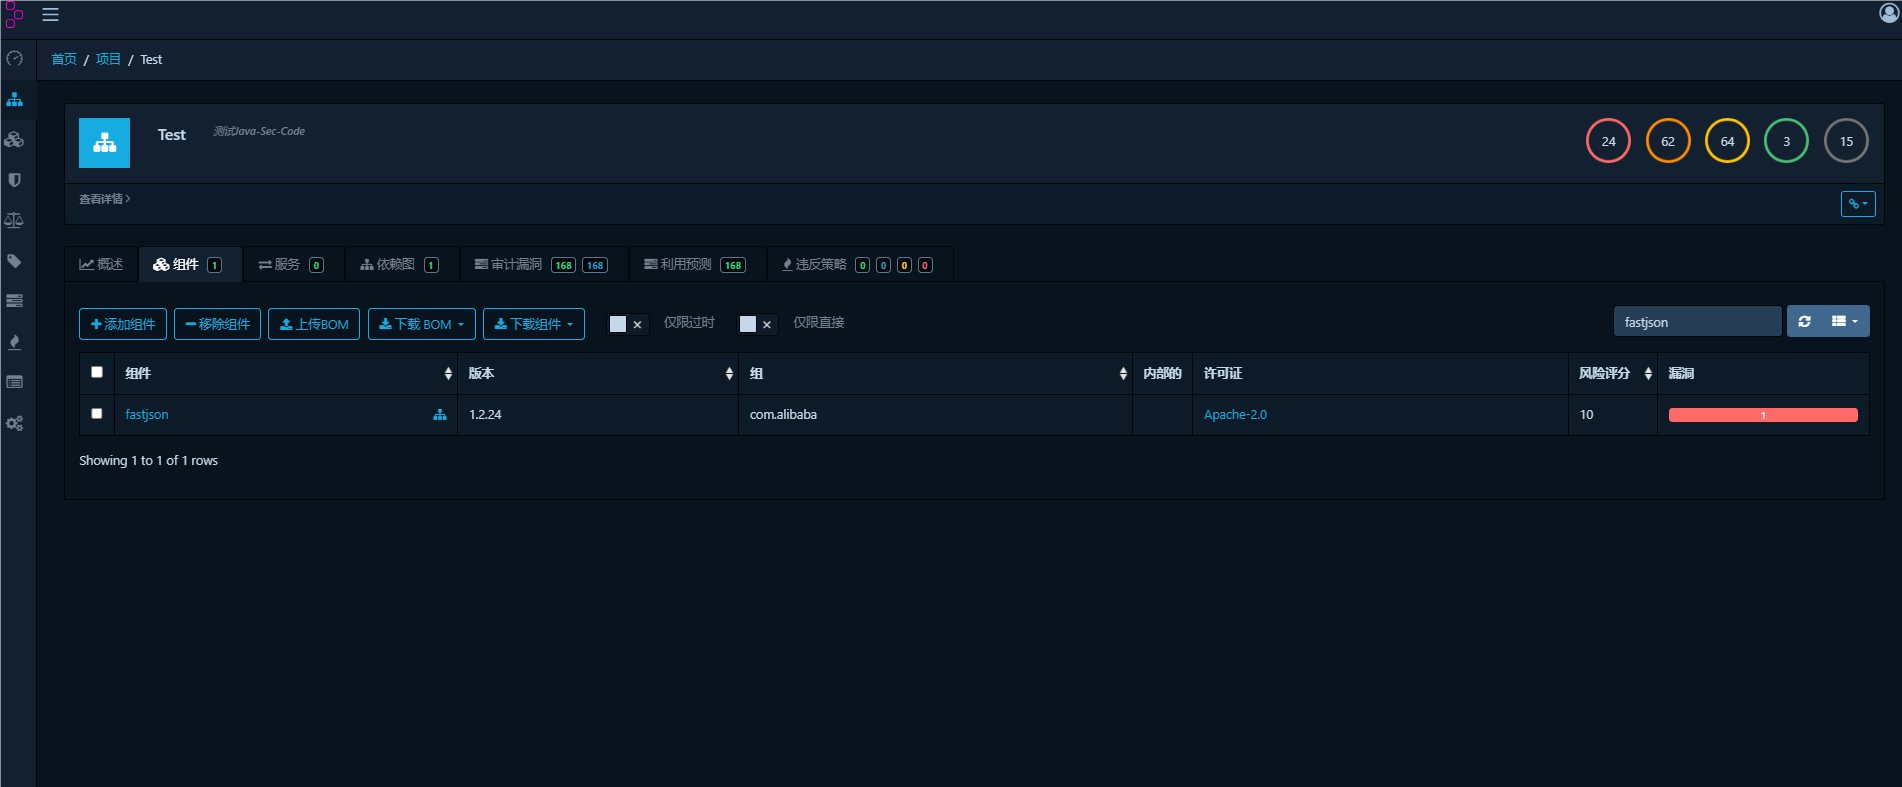 首页 / 项目 / Test
Test 测试Java-Sec-Code
24 62 64 3 15
查看详情
概述 组件 1 服务 0 依赖图 1 审计漏洞 168 168 利用预测 168 违反策略 0 0 0 0
添加组件 移除组件 上传BOM 下载 BOM 下载组件 仅限过时 仅限直接 fastjson
组件 版本 组 内部的 许可证 风险评分 漏洞
fastjson 1.2.24 com.alibaba Apache-2.0 10 1
Showing 1 to 1 of 1 rows